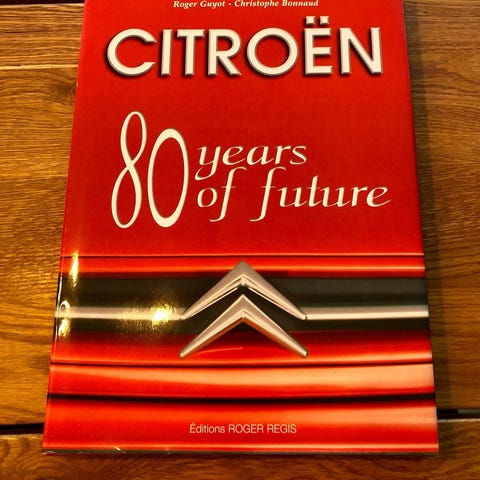 Roger Guyot - Christophe Bonnaud
CITROËN
80 years
of future
Éditions ROGER REGIS